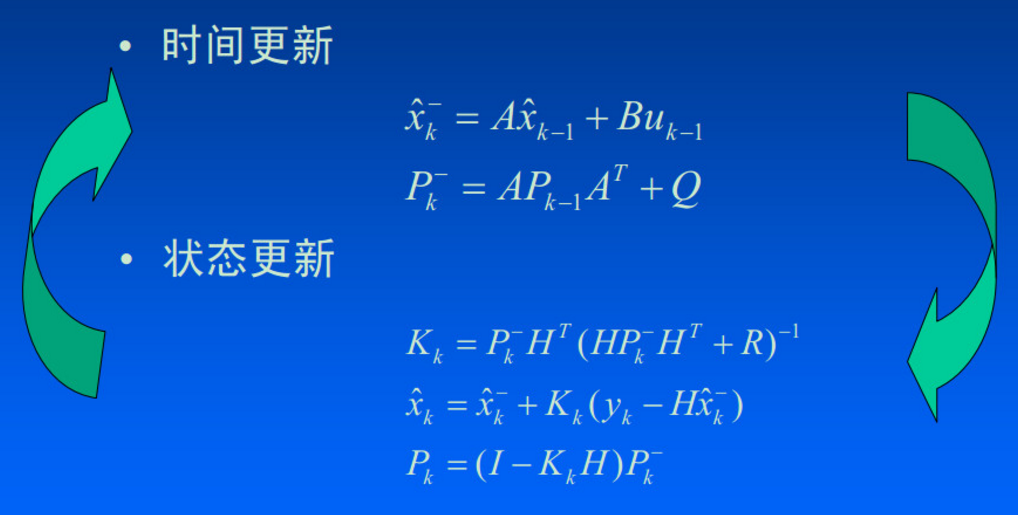 • 时间更新
x̂ₖ⁻ = Ax̂ₖ₋₁ + Buₖ₋₁
Pₖ⁻ = APₖ₋₁Aᵀ + Q
• 状态更新
Kₖ = Pₖ⁻Hᵀ(HPₖ⁻Hᵀ + R)⁻¹
x̂ₖ = x̂ₖ⁻ + Kₖ(yₖ − Hx̂ₖ⁻)
Pₖ = (I − KₖH)Pₖ⁻